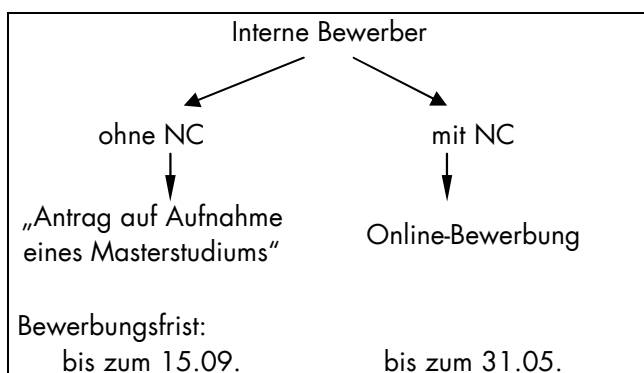 Interne Bewerber
ohne NC
mit NC
„Antrag auf Aufnahme
eines Masterstudiums“
Online-Bewerbung
Bewerbungsfrist:
bis zum 15.09.
bis zum 31.05.